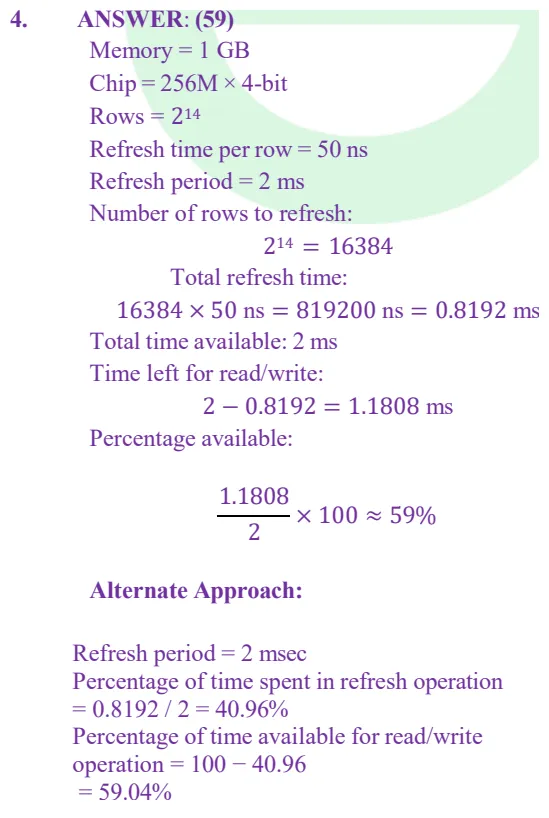 4. ANSWER: (59)
Memory = 1 GB
Chip = 256M × 4-bit
Rows = 2¹⁴
Refresh time per row = 50 ns
Refresh period = 2 ms
Number of rows to refresh:
2¹⁴ = 16384
Total refresh time:
16384 × 50 ns = 819200 ns = 0.8192 ms
Total time available: 2 ms
Time left for read/write:
2 − 0.8192 = 1.1808 ms
Percentage available:
1.1808
× 100 ≈ 59%
2
Alternate Approach:
Refresh period = 2 msec
Percentage of time spent in refresh operation
= 0.8192 / 2 = 40.96%
Percentage of time available for read/write
operation = 100 − 40.96
= 59.04%